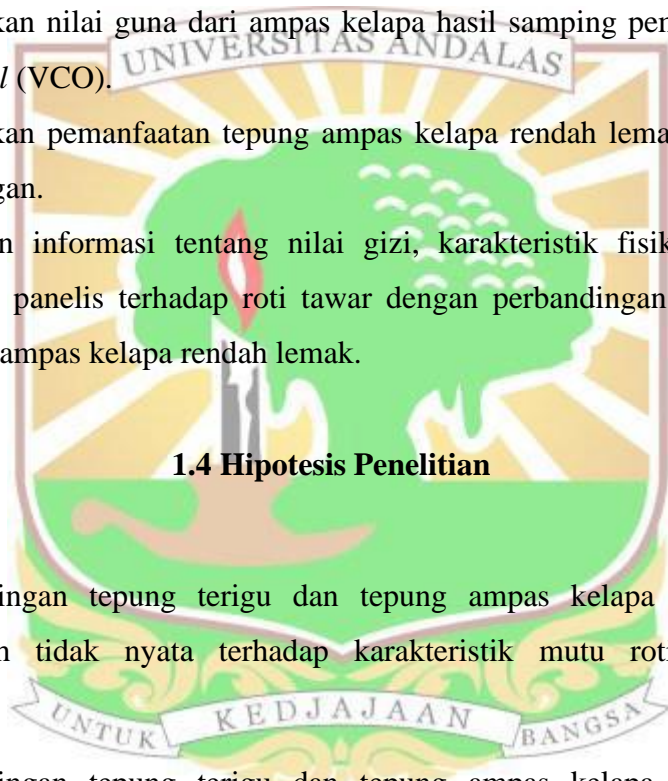 kan nilai guna dari ampas kelapa hasil samping pen
UNIVERSITAS ANDALAS
l (VCO).
kan pemanfaatan tepung ampas kelapa rendah lema
gan.
n informasi tentang nilai gizi, karakteristik fisik
panelis terhadap roti tawar dengan perbandingan
ampas kelapa rendah lemak.
1.4 Hipotesis Penelitian
ingan tepung terigu dan tepung ampas kelapa
h tidak nyata terhadap karakteristik mutu roti
UNTUK KEDJAJAAN BANGSA
ingan tepung terigu dan tepung ampas kelapa